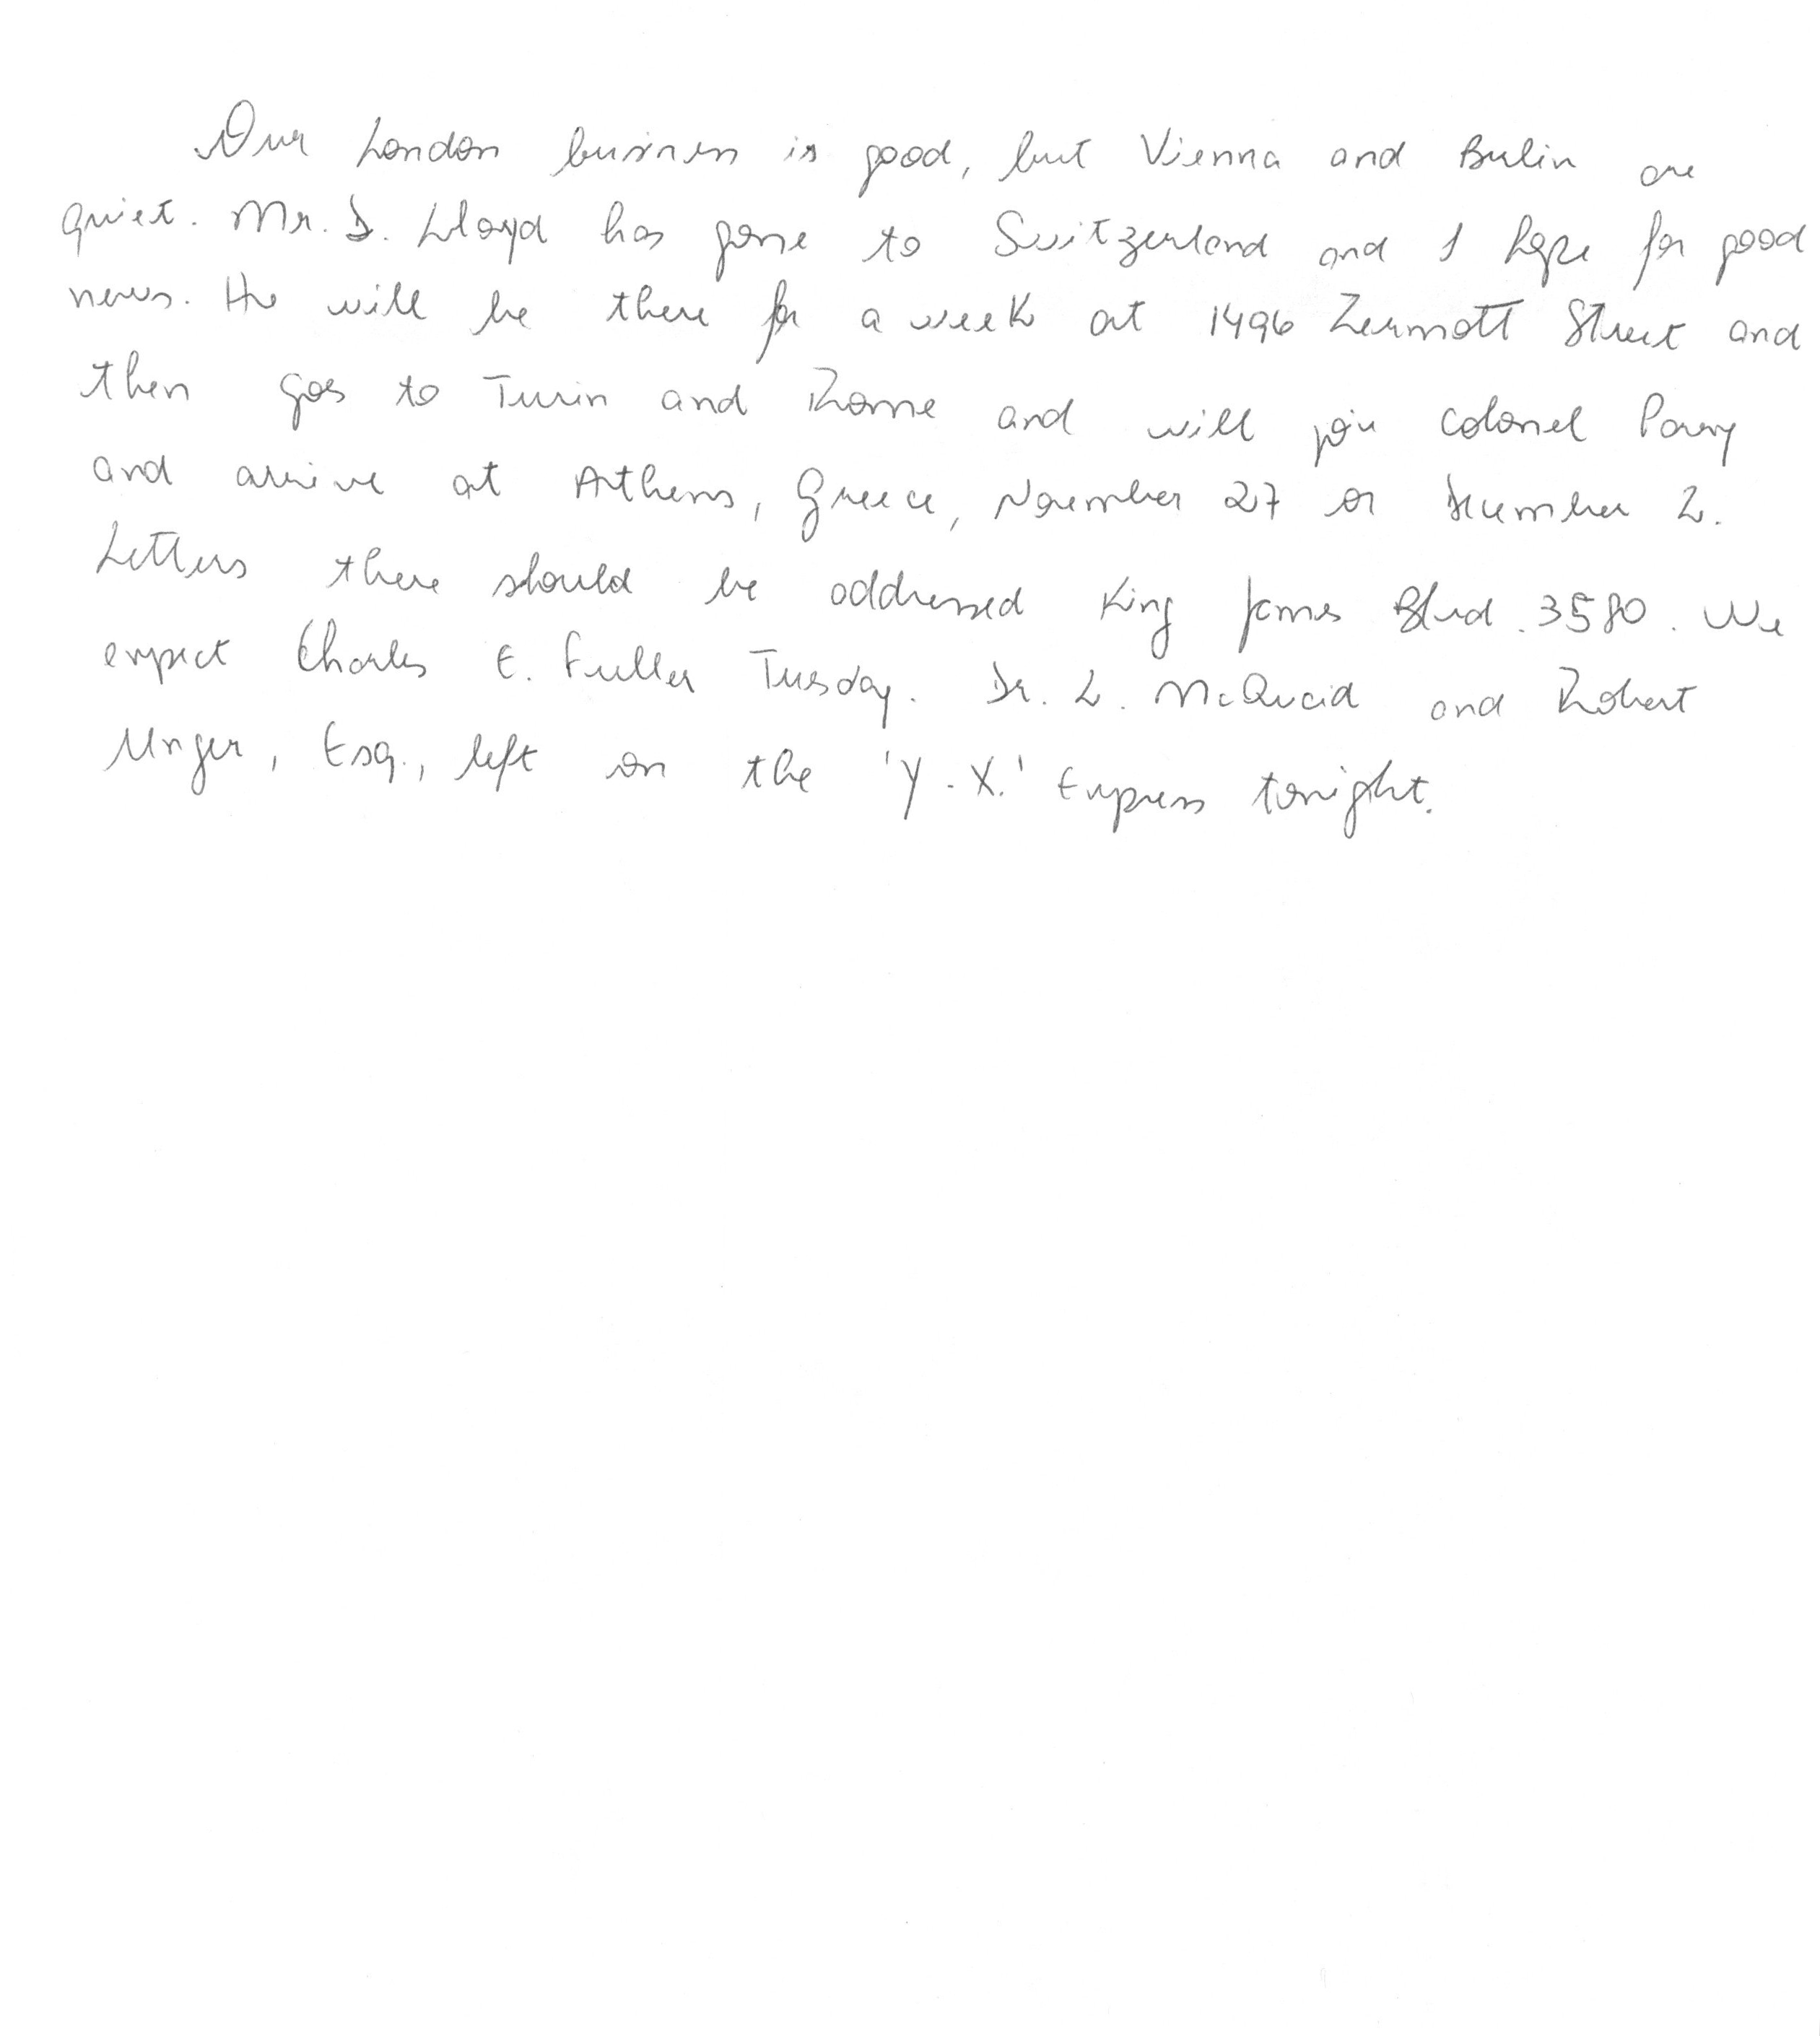 Our London business is good, but Vienna and Berlin are
quiet. Mr. D. Lloyd has gone to Switzerland and I hope for good
news. He will be there for a week at 1496 Zermott Street and
then goes to Turin and Rome and will join Colonel Parry
and arrive at Athens, Greece, November 27 or December 2.
Letters there should be addressed King James Blvd. 3580. We
expect Charles E. Fuller Tuesday. Dr. L. McQuaid and Robert
Unger, Esq., left on the 'Y.X.' Express tonight.